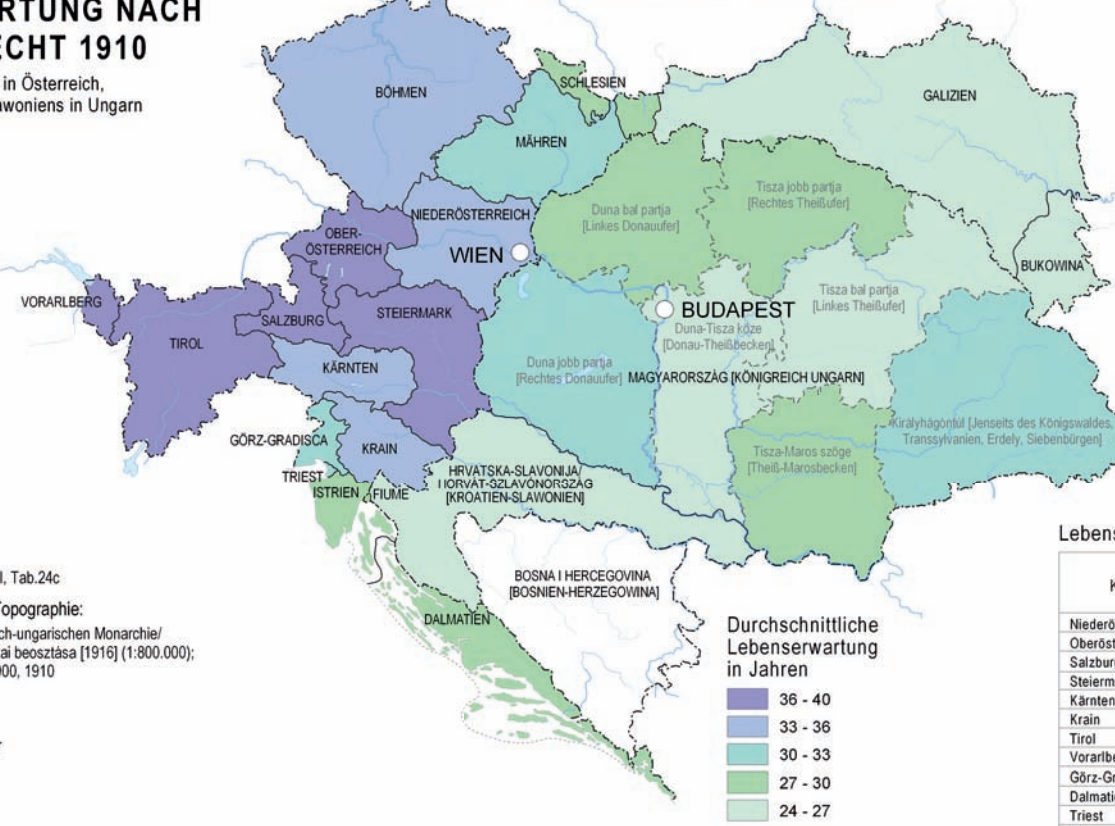 RTUNG NACH
ECHT 1910
in Österreich,
woniens in Ungarn
BÖHMEN
SCHLESIEN
GALIZIEN
MÄHREN
NIEDERÖSTERREICH
WIEN
OBER-
ÖSTERREICH
Duna bal partja
[Linkes Donauufer]
Tisza jobb partja
[Rechtes Theißufer]
BUKOWINA
VORARLBERG
TIROL
SALZBURG
STEIERMARK
KÄRNTEN
BUDAPEST
Duna-Tisza köze
[Donau-Theißbecken]
Tisza bal partja
[Linkes Theißufer]
Duna jobb partja
[Rechtes Donauufer]
MAGYARORSZÁG [KÖNIGREICH UNGARN]
Királyhágóntúl [Jenseits des Königswaldes,
Transsylvanien, Erdely, Siebenbürgen]
GÖRZ-GRADISCA
KRAIN
TRIEST
ISTRIEN
FIUME
HRVATSKA-SLAVONIJA/
HORVÁT-SZLAVÓNORSZÁG
[KROATIEN-SLAWONIEN]
Tisza-Maros szöge
[Theiß-Marosbecken]
BOSNA I HERCEGOVINA
[BOSNIEN-HERZEGOWINA]
DALMATIEN
l, Tab.24c
Topographie:
ch-ungarischen Monarchie/
ai beosztása [1916] (1:800.000);
000, 1910
Durchschnittliche
Lebenserwartung
in Jahren
36 - 40
33 - 36
30 - 33
27 - 30
24 - 27
Lebens
K
Niederö
Oberöst
Salzburg
Steierm
Kärnten
Krain
Tirol
Vorarlbe
Görz-Gr
Dalmatie
Triest